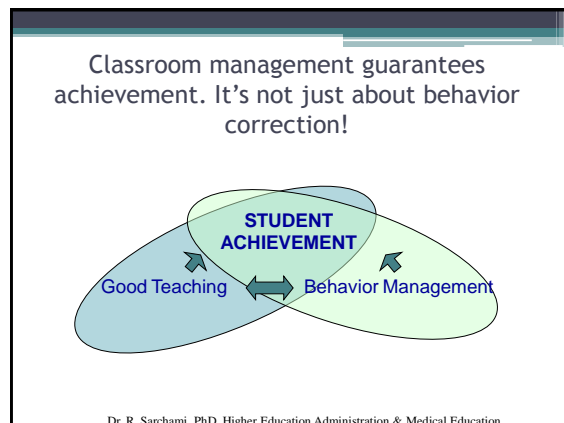 Classroom management guarantees
achievement. It's not just about behavior
correction!
STUDENT
ACHIEVEMENT
Good Teaching Behavior Management
Dr. R. Sarchami, PhD, Higher Education Administration & Medical Education